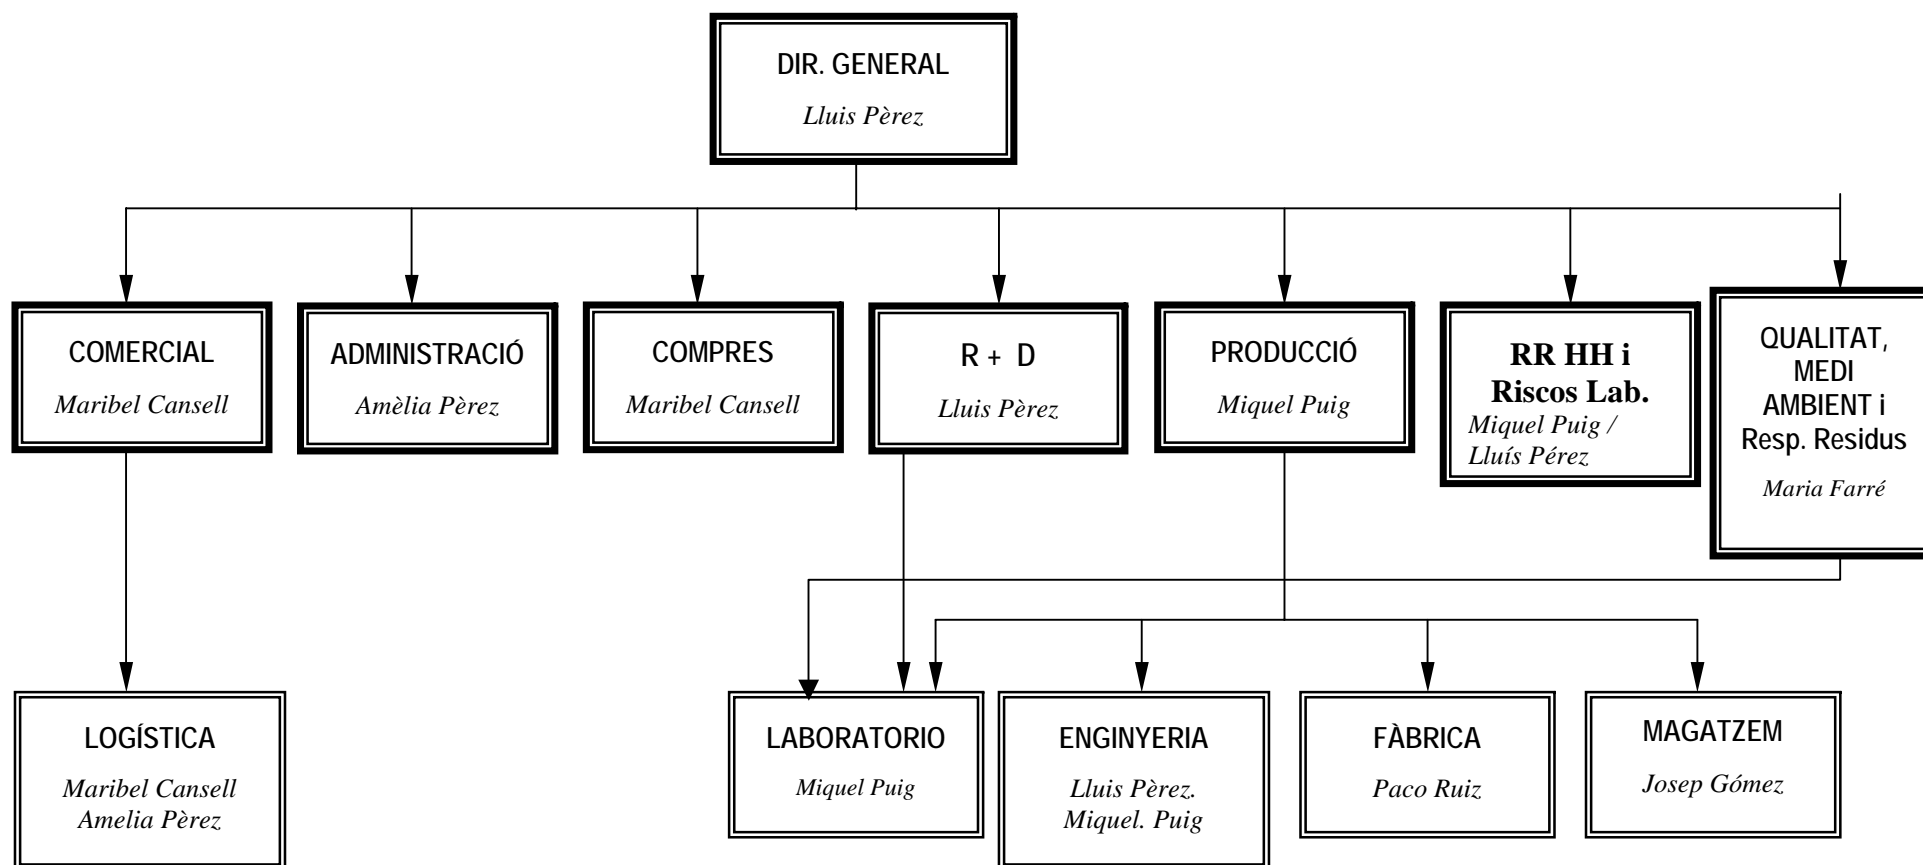 DIR. GENERAL
Lluis Pèrez
COMERCIAL
Maribel Cansell
ADMINISTRACIÓ
Amèlia Pèrez
COMPRES
Maribel Cansell
R + D
Lluis Pèrez
PRODUCCIÓ
Miquel Puig
RR HH i
Riscos Lab.
Miquel Puig /
Lluís Pérez
QUALITAT,
MEDI
AMBIENT i
Resp. Residus
Maria Farré
LOGÍSTICA
Maribel Cansell
Amelia Pèrez
LABORATORIO
Miquel Puig
ENGINYERIA
Lluis Pèrez.
Miquel. Puig
FÀBRICA
Paco Ruiz
MAGATZEM
Josep Gómez